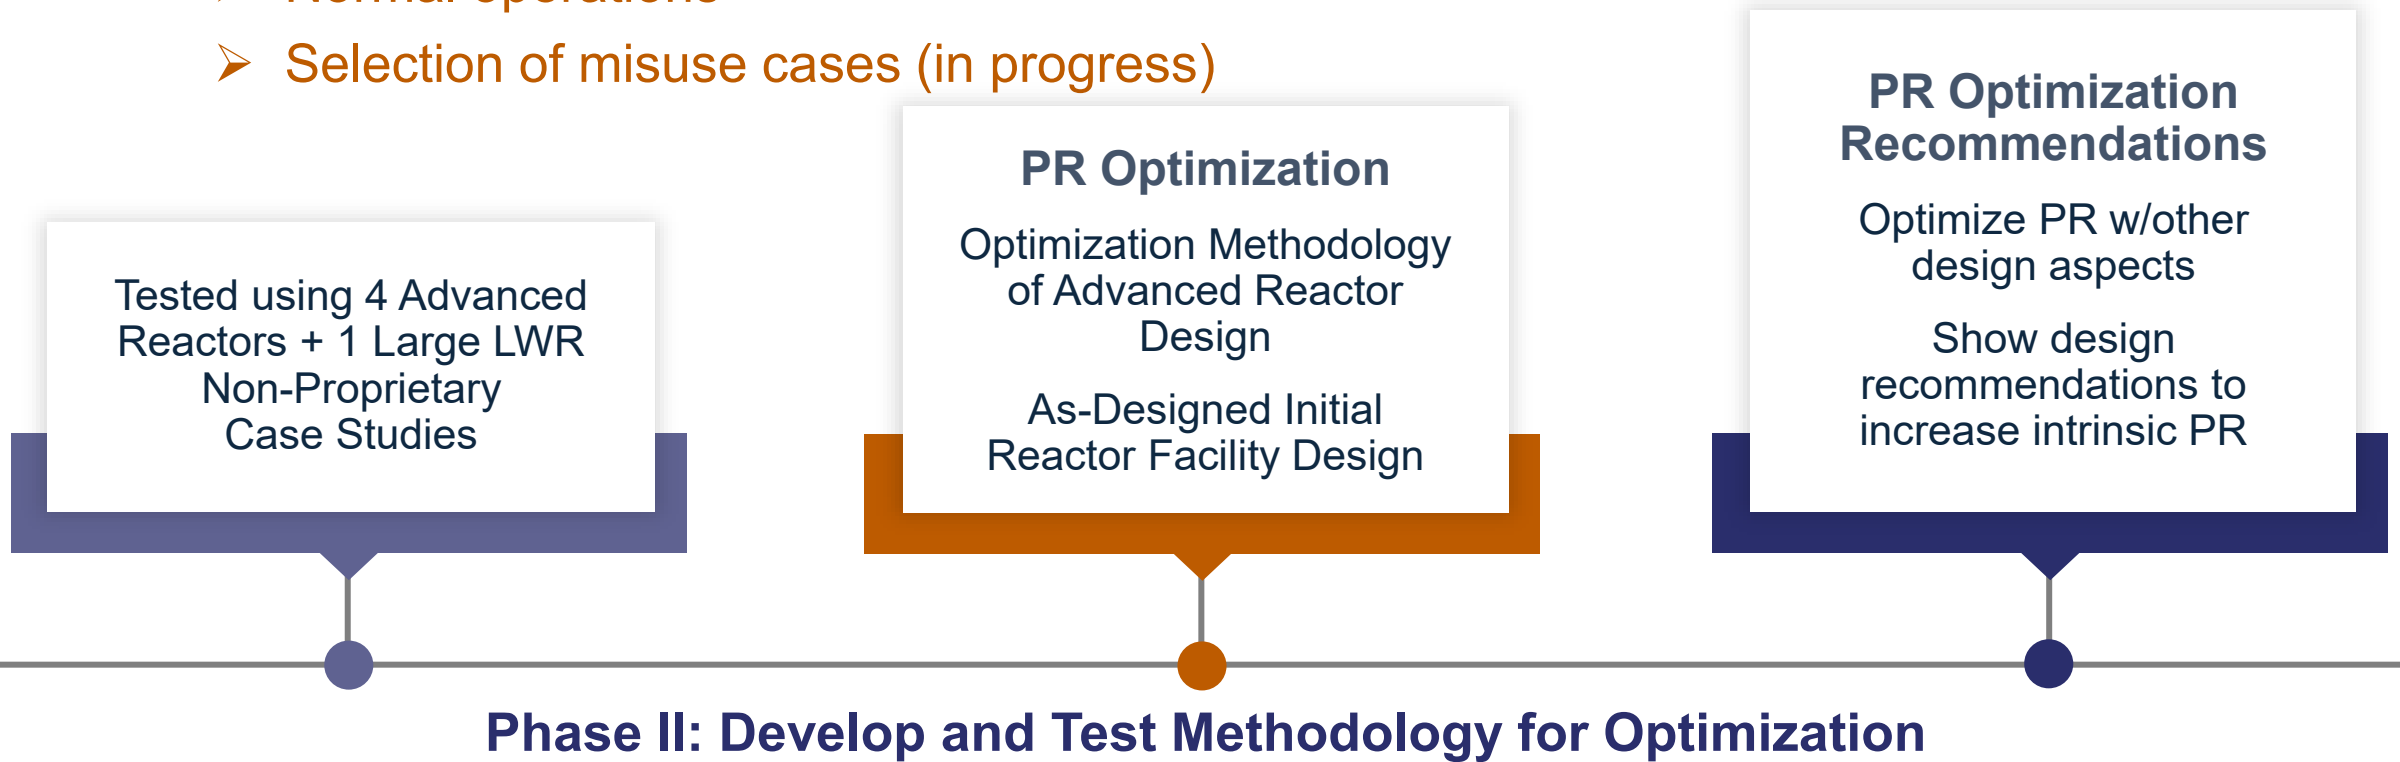 Normal operations
➢ Selection of misuse cases (in progress)
Tested using 4 Advanced
Reactors + 1 Large LWR
Non-Proprietary
Case Studies
PR Optimization
Optimization Methodology
of Advanced Reactor
Design
As-Designed Initial
Reactor Facility Design
PR Optimization
Recommendations
Optimize PR w/other
design aspects
Show design
recommendations to
increase intrinsic PR
Phase II: Develop and Test Methodology for Optimization